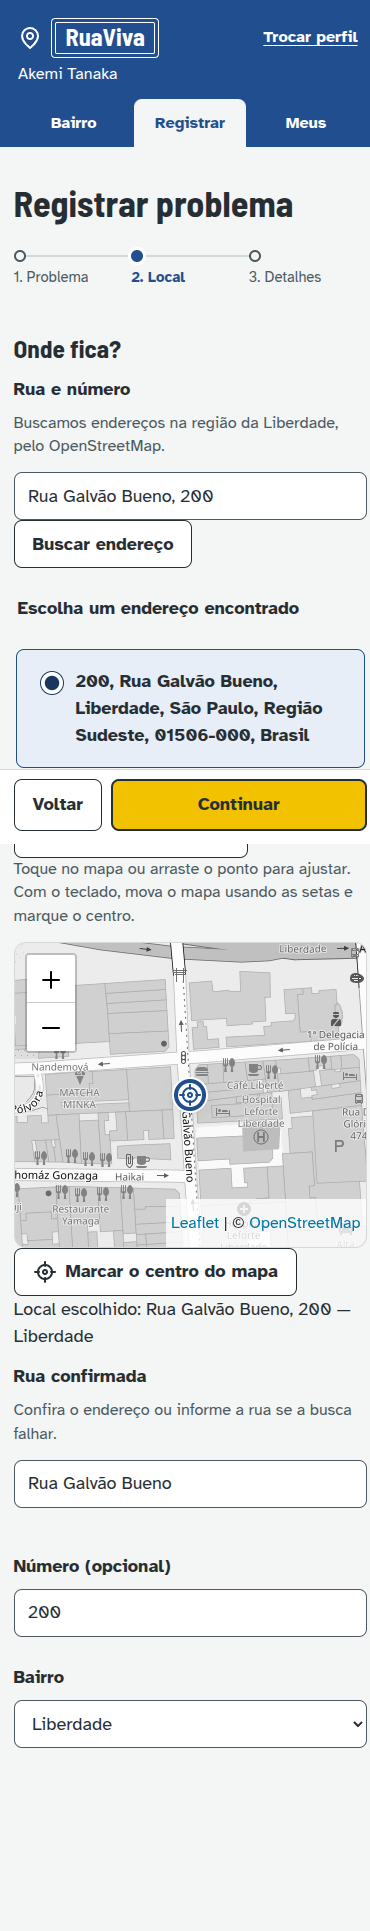 RuaViva
Trocar perfil
Akemi Tanaka
Bairro
Registrar
Meus
Registrar problema
1. Problema
2. Local
3. Detalhes
Onde fica?
Rua e número
Buscamos endereços na região da Liberdade,
pelo OpenStreetMap.
Rua Galvão Bueno, 200
Buscar endereço
Escolha um endereço encontrado
200, Rua Galvão Bueno,
Liberdade, São Paulo, Região
Sudeste, 01506-000, Brasil
Voltar
Continuar
Toque no mapa ou arraste o ponto para ajustar.
Com o teclado, mova o mapa usando as setas e
marque o centro.
Liberdade
+
−
1ª Delegacia
de Polícia
Nandemová
MATCHA
MINKA
Café Liberté
Hospital
Leforte
Liberdade
Galvão Bueno
homáz Gonzaga
Haikai
Restaurante
Yamaga
P
H
474
Leaflet | © OpenStreetMap
Marcar o centro do mapa
Local escolhido: Rua Galvão Bueno, 200 —
Liberdade
Rua confirmada
Confira o endereço ou informe a rua se a busca
falhar.
Rua Galvão Bueno
Número (opcional)
200
Bairro
Liberdade